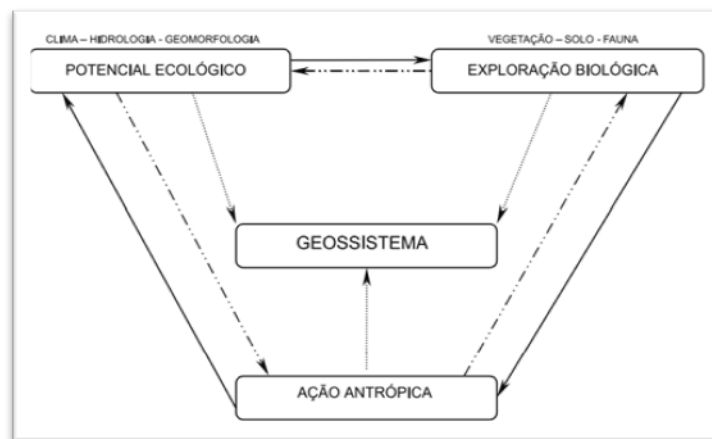 CLIMA – HIDROLOGIA - GEOMORFOLOGIA
POTENCIAL ECOLÓGICO
VEGETAÇÃO – SOLO - FAUNA
EXPLORAÇÃO BIOLÓGICA
GEOSSISTEMA
AÇÃO ANTRÓPICA